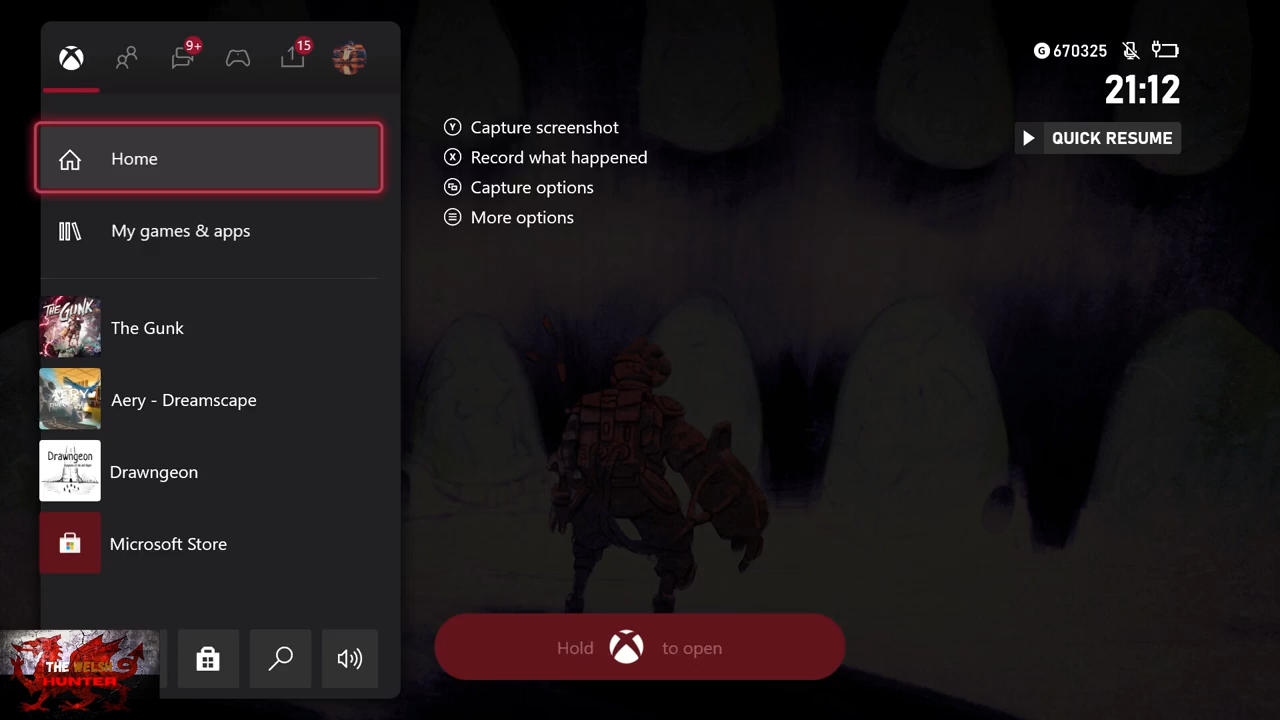 9+
15
Home
My games & apps
THE GUNK
The Gunk
AERY
Aery - Dreamscape
Drawngeon
Drawngeon
Microsoft Store
THE WELSH
HUNTER
Y Capture screenshot
X Record what happened
Capture options
More options
G 670325
21:12
QUICK RESUME
Hold to open